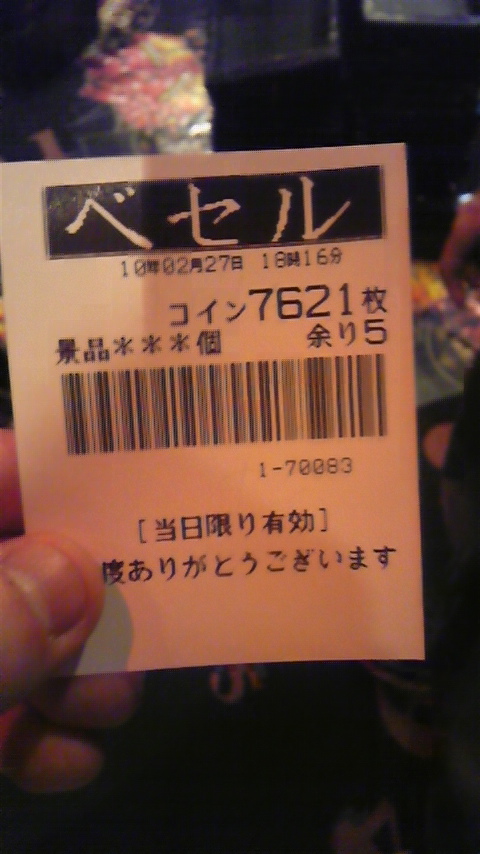 ベセル
10年02月27日 18時16分
コイン7621枚
景品＊＊＊個 余り5
1-70083
[当日限り有効]
度ありがとうございます